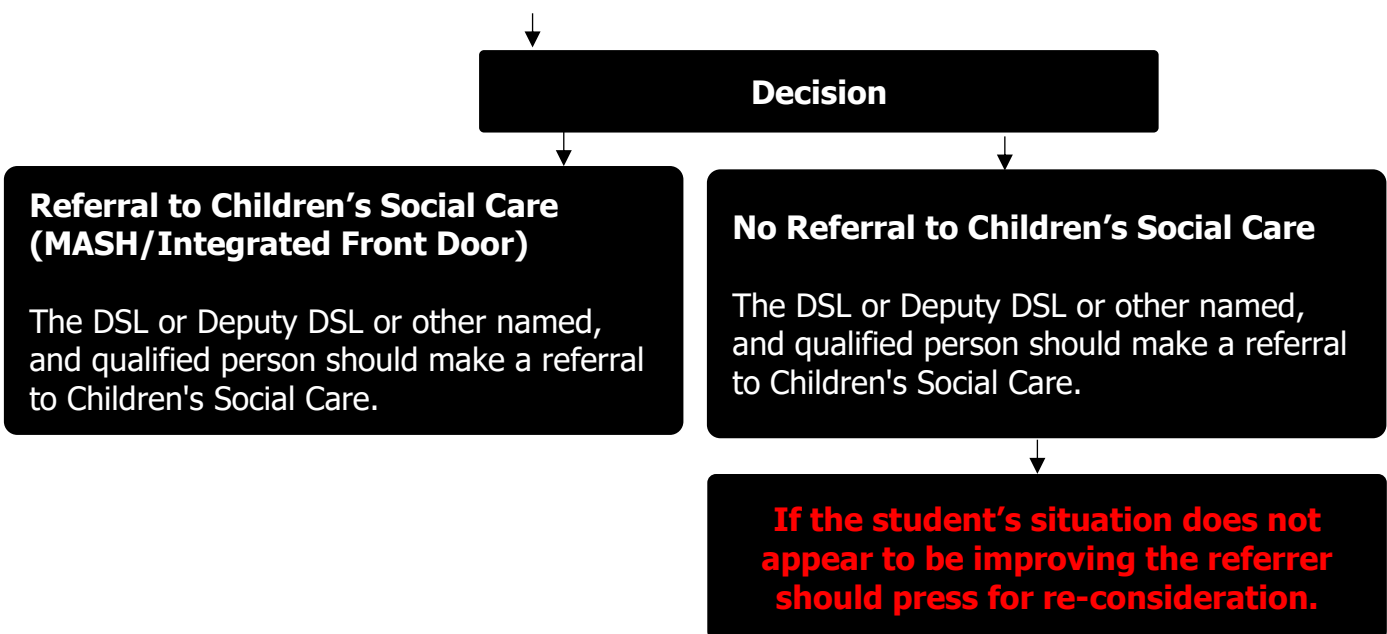 Decision
Referral to Children’s Social Care
(MASH/Integrated Front Door)
The DSL or Deputy DSL or other named,
and qualified person should make a referral
to Children's Social Care.
No Referral to Children’s Social Care
The DSL or Deputy DSL or other named,
and qualified person should make a referral
to Children's Social Care.
If the student’s situation does not
appear to be improving the referrer
should press for re-consideration.